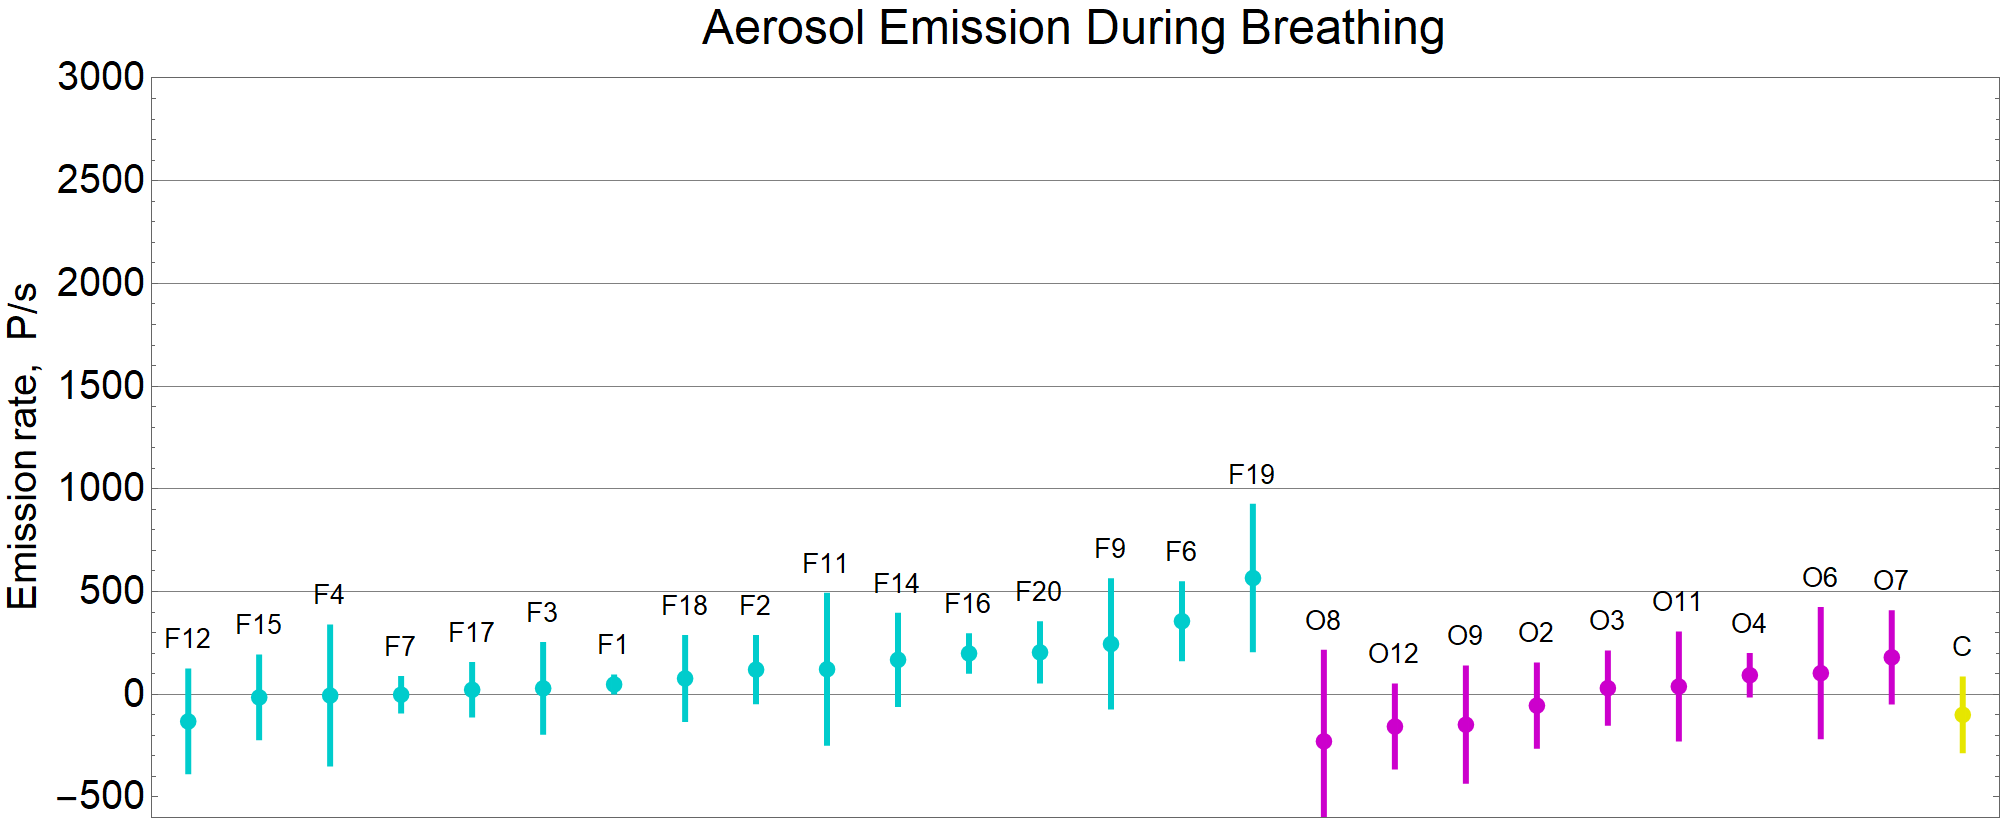 Aerosol Emission During Breathing
Emission rate, P/s
3000
2500
2000
1500
1000
500
0
−500
F12
F15
F4
F7
F17
F3
F1
F18
F2
F11
F14
F16
F20
F9
F6
F19
O8
O12
O9
O2
O3
O11
O4
O6
O7
C